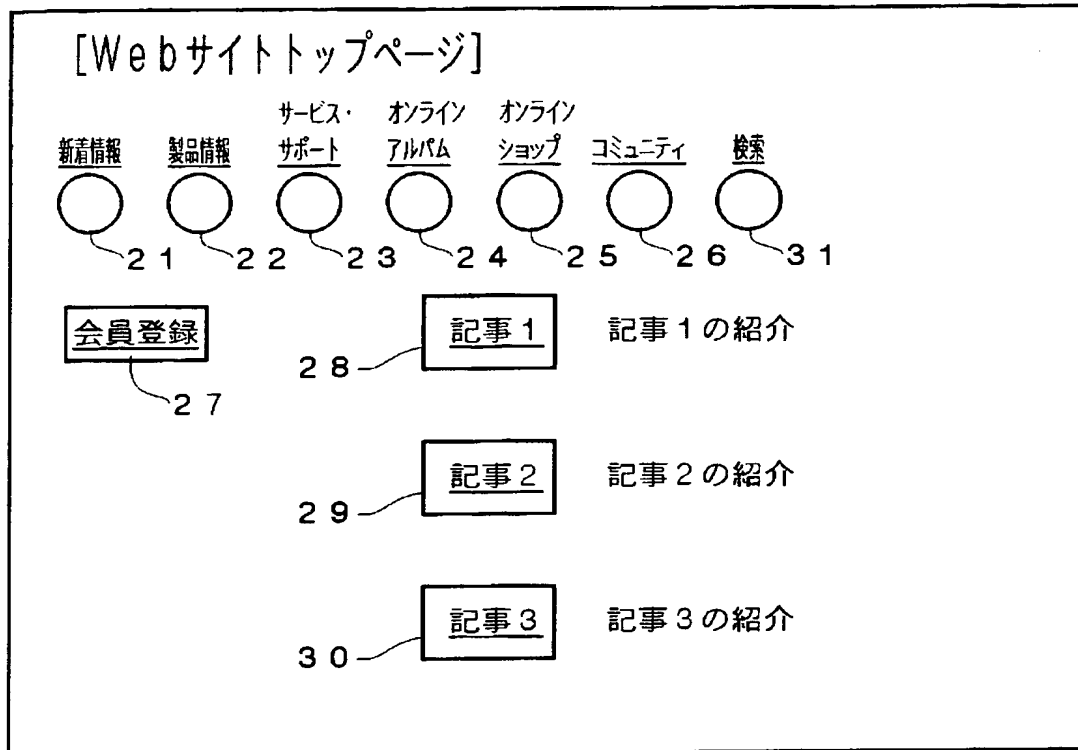 [Webサイトトップページ]
サービス・ オンライン オンライン
新着情報 製品情報 サポート アルバム ショップ コミュニティ 検索
21 22 23 24 25 26 31
会員登録 記事1 記事1の紹介
28
27
記事2 記事2の紹介
29
記事3 記事3の紹介
30